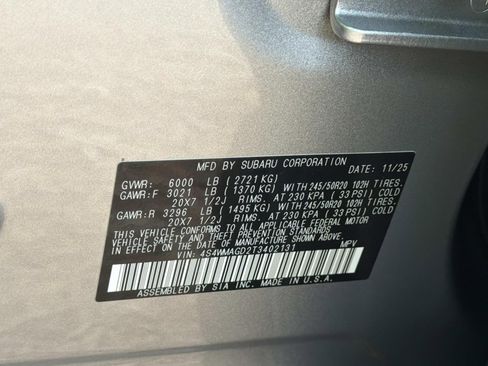 MFD BY SUBARU CORPORATION DATE: 11/25
GVWR: 6000 LB ( 2721 KG)
GAWR:F 3021 LB ( 1370 KG) WITH 245/50R20 102H TIRES.
20X7 1/2J RIMS. AT 230 KPA ( 33 PSI) COLD
GAWR:R 3296 LB ( 1495 KG) WITH 245/50R20 102H TIRES.
20X7 1/2J RIMS. AT 230 KPA ( 33 PSI) COLD
THIS VEHICLE CONFORMS TO ALL APPLICABLE FEDERAL MOTOR
VEHICLE SAFETY STANDARDS IN EFFECT ON THE DATE OF
MANUFACTURE SHOWN ABOVE.
VIN: 4S4WMAGD2T3402131 MPV
ASSEMBLED BY SIA INC. MADE IN U.S.A.